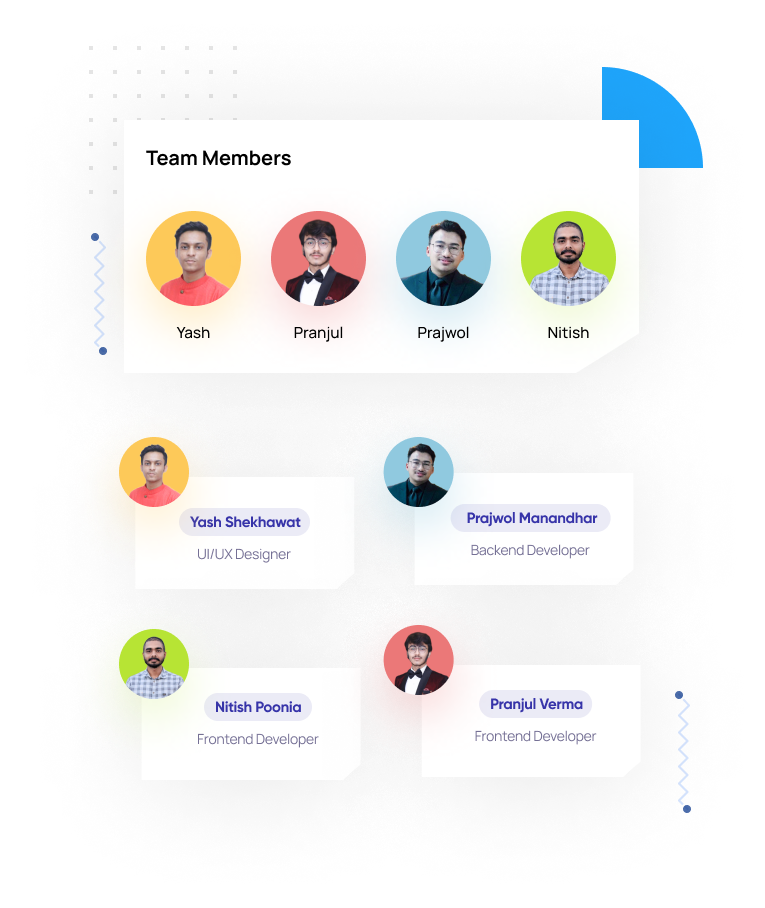 Team Members
Yash
Pranjul
Prajwol
Nitish
Yash Shekhawat
UI/UX Designer
Prajwol Manandhar
Backend Developer
Nitish Poonia
Frontend Developer
Pranjul Verma
Frontend Developer